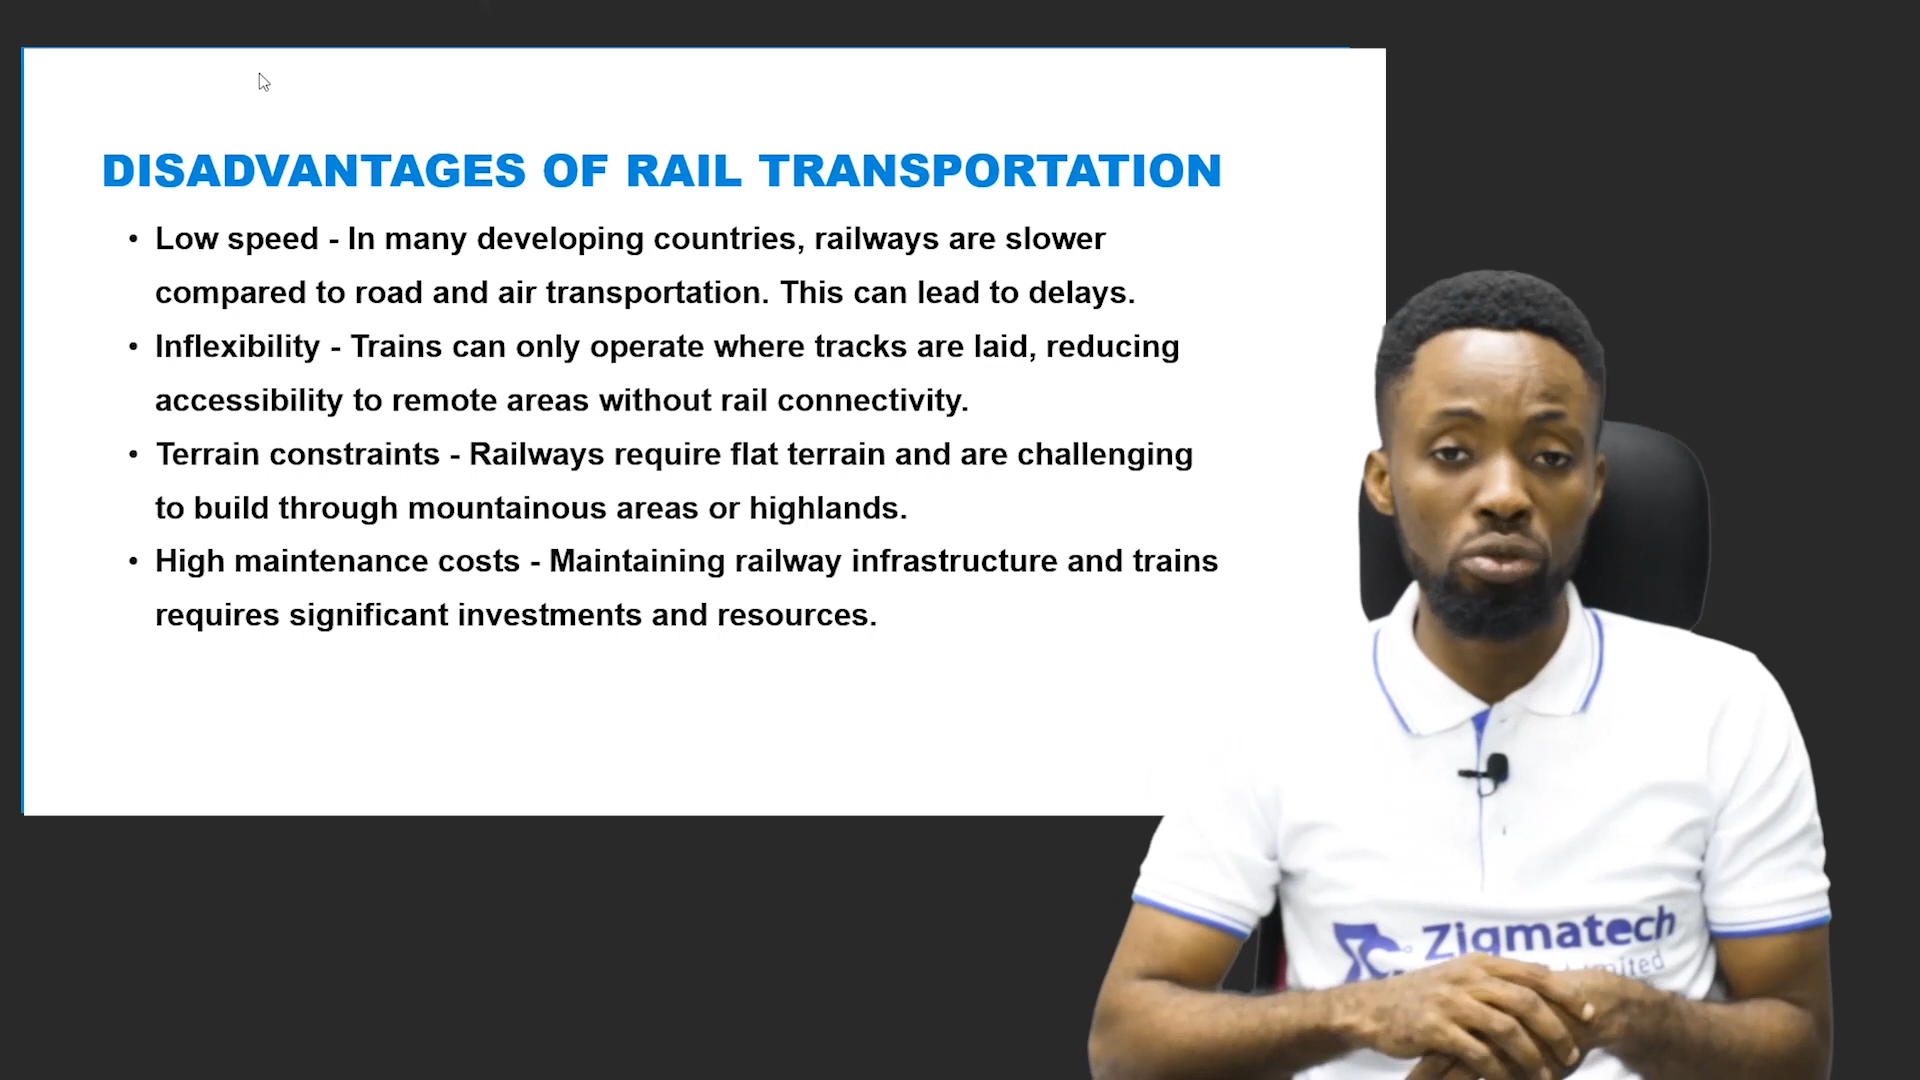 DISADVANTAGES OF RAIL TRANSPORTATION
• Low speed - In many developing countries, railways are slower
compared to road and air transportation. This can lead to delays.
• Inflexibility - Trains can only operate where tracks are laid, reducing
accessibility to remote areas without rail connectivity.
• Terrain constraints - Railways require flat terrain and are challenging
to build through mountainous areas or highlands.
• High maintenance costs - Maintaining railway infrastructure and trains
requires significant investments and resources.
Zigmatech